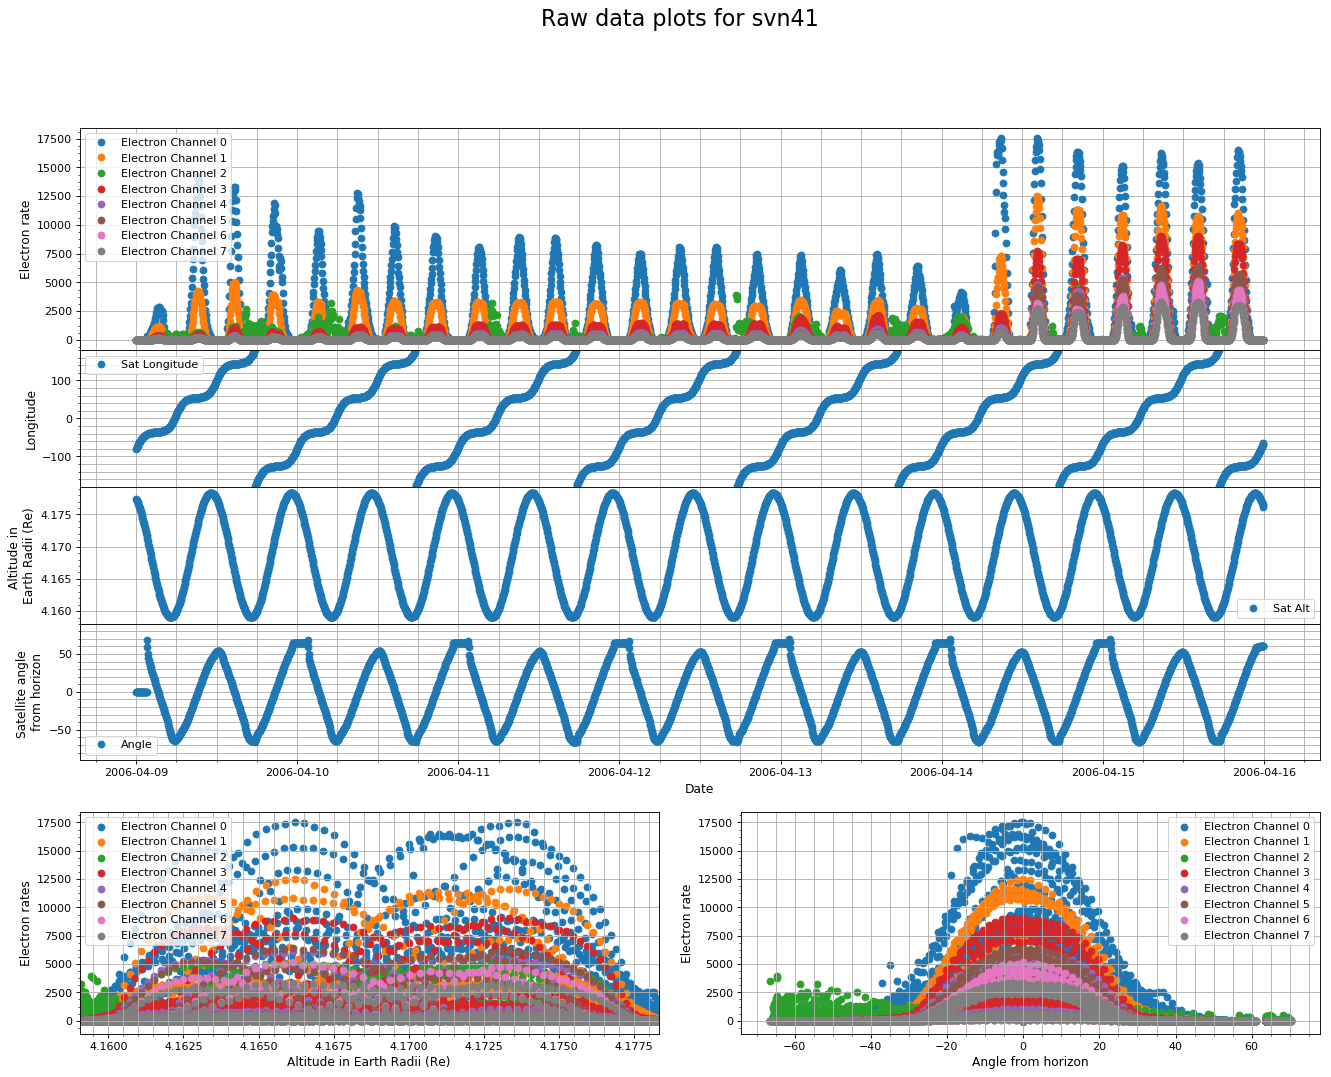 Raw data plots for svn41
17500
15000
12500
10000
7500
5000
2500
0
Electron rate
Electron Channel 0
Electron Channel 1
Electron Channel 2
Electron Channel 3
Electron Channel 4
Electron Channel 5
Electron Channel 6
Electron Channel 7
100
0
−100
Longitude
Sat Longitude
4.175
4.170
4.165
4.160
Altitude in
Earth Radii (Re)
Sat Alt
50
0
−50
Satellite angle
from horizon
Angle
2006-04-09 2006-04-10 2006-04-11 2006-04-12 2006-04-13 2006-04-14 2006-04-15 2006-04-16
Date
17500
15000
12500
10000
7500
5000
2500
0
Electron rates
Electron Channel 0
Electron Channel 1
Electron Channel 2
Electron Channel 3
Electron Channel 4
Electron Channel 5
Electron Channel 6
Electron Channel 7
4.1600 4.1625 4.1650 4.1675 4.1700 4.1725 4.1750 4.1775
Altitude in Earth Radii (Re)
17500
15000
12500
10000
7500
5000
2500
0
Electron rate
Electron Channel 0
Electron Channel 1
Electron Channel 2
Electron Channel 3
Electron Channel 4
Electron Channel 5
Electron Channel 6
Electron Channel 7
−60 −40 −20 0 20 40 60
Angle from horizon